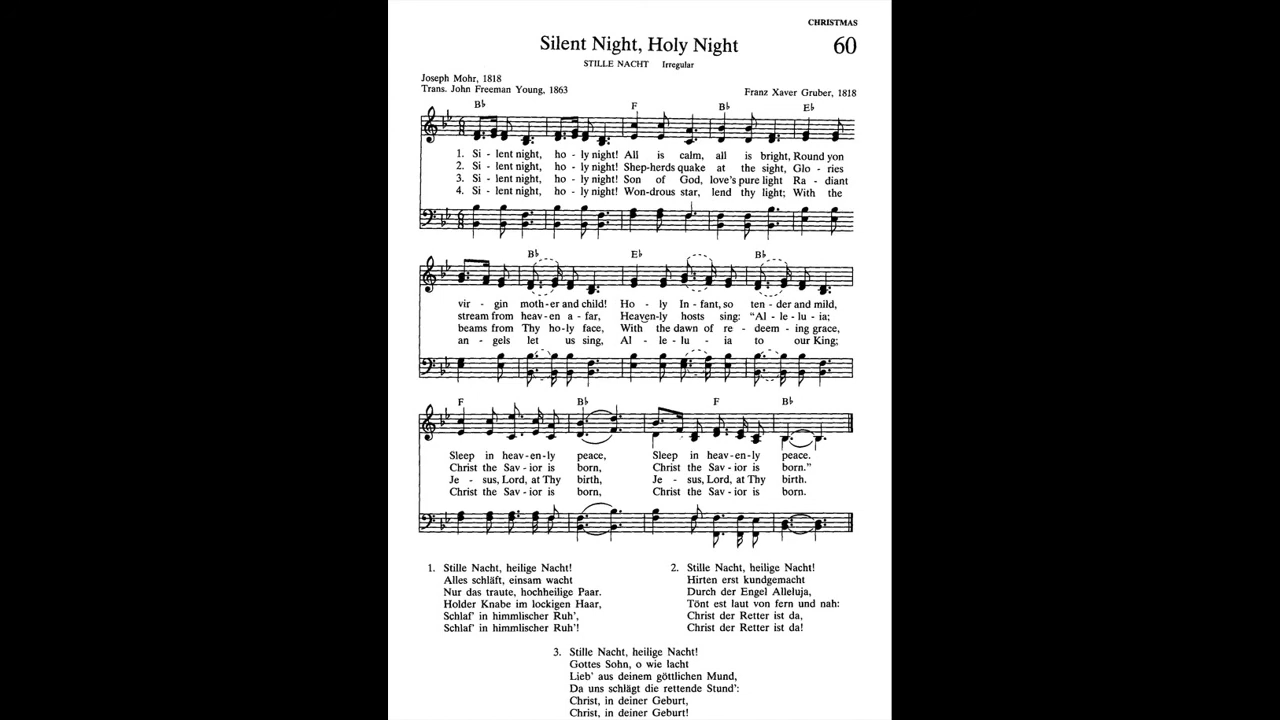 CHRISTMAS
Silent Night, Holy Night 60
STILLE NACHT Irregular
Joseph Mohr, 1818
Trans. John Freeman Young, 1863 Franz Xaver Gruber, 1818
B♭ F B♭ E♭
1. Si - lent night, ho - ly night! All is calm, all is bright, Round yon
2. Si - lent night, ho - ly night! Shep-herds quake at the sight, Glo - ries
3. Si - lent night, ho - ly night! Son of God, love's pure light Ra - diant
4. Si - lent night, ho - ly night! Won-drous star, lend thy light; With the
B♭ E♭ B♭
vir - gin moth-er and child! Ho - ly In - fant, so ten - der and mild,
stream from heav-en a - far, Heaven-ly hosts sing: "Al - le - lu - ia;
beams from Thy ho-ly face, With the dawn of re - deem - ing grace,
an - gels let us sing, Al - le - lu - ia to our King;
F B♭ F B♭
Sleep in heav-en-ly peace, Sleep in heav-en-ly peace.
Christ the Sav - ior is born, Christ the Sav - ior is born."
Je - sus, Lord, at Thy birth, Je - sus, Lord, at Thy birth.
Christ the Sav - ior is born, Christ the Sav - ior is born.
1. Stille Nacht, heilige Nacht!
Alles schläft, einsam wacht
Nur das traute, hochheilige Paar.
Holder Knabe im lockigen Haar,
Schlaf' in himmlischer Ruh',
Schlaf' in himmlischer Ruh'!
2. Stille Nacht, heilige Nacht!
Hirten erst kundgemacht
Durch der Engel Alleluja,
Tönt est laut von fern und nah:
Christ der Retter ist da,
Christ der Retter ist da!
3. Stille Nacht, heilige Nacht!
Gottes Sohn, o wie lacht
Lieb' aus deinem göttlichen Mund,
Da uns schlägt die rettende Stund':
Christ, in deiner Geburt,
Christ, in deiner Geburt!